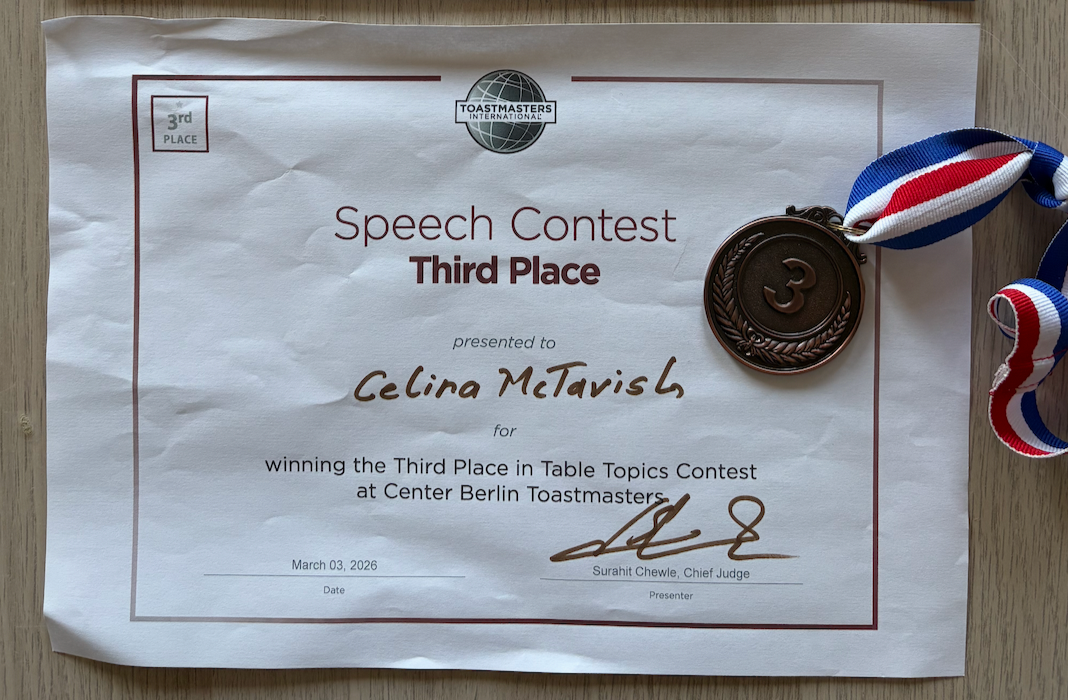 3rd
PLACE
TOASTMASTERS
INTERNATIONAL
Speech Contest
Third Place
presented to
Celina McTavish
for
winning the Third Place in Table Topics Contest
at Center Berlin Toastmasters
3
March 03, 2026
Date
Surahit Chewle, Chief Judge
Presenter